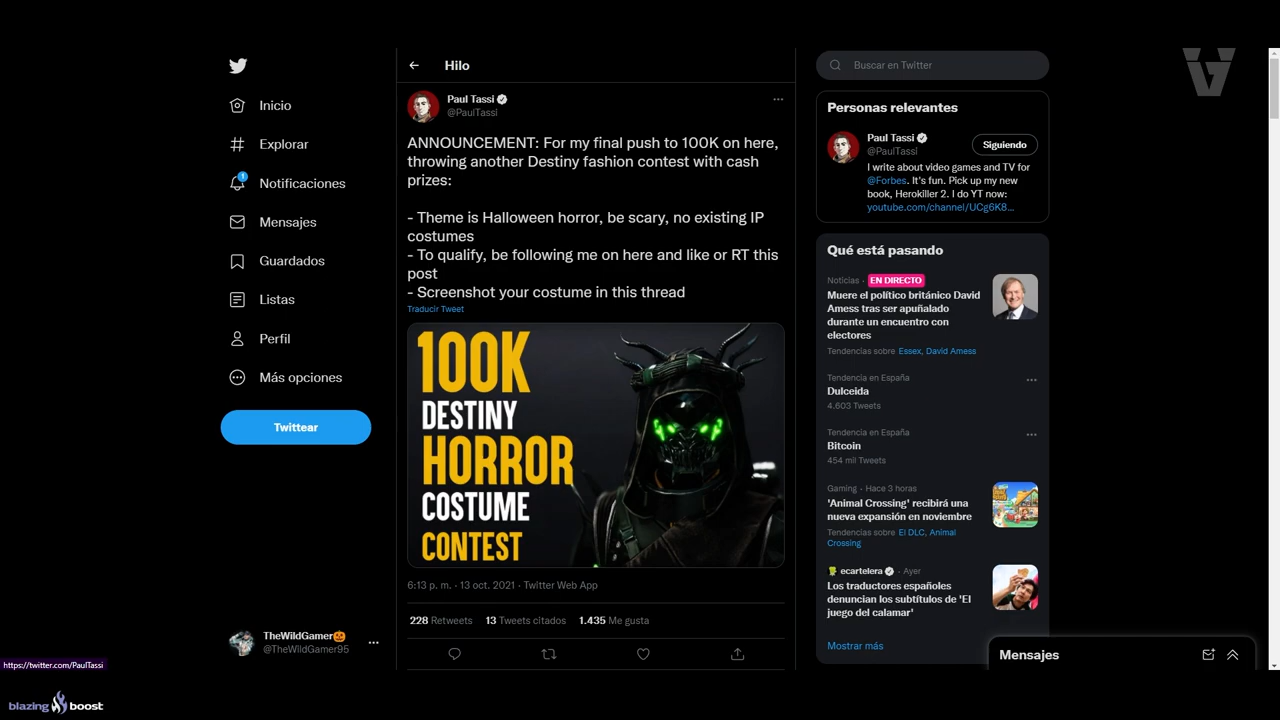 Hilo
Inicio
Explorar
1
Notificaciones
Mensajes
Guardados
Listas
Perfil
Más opciones
Twittear
TheWildGamer🎃
@TheWildGamer95
https://twitter.com/PaulTassi
blazing boost
Paul Tassi
@PaulTassi
ANNOUNCEMENT: For my final push to 100K on here,
throwing another Destiny fashion contest with cash
prizes:
- Theme is Halloween horror, be scary, no existing IP
costumes
- To qualify, be following me on here and like or RT this
post
- Screenshot your costume in this thread
Traducir Tweet
100K
DESTINY
HORROR
COSTUME
CONTEST
6:13 p. m. · 13 oct. 2021 · Twitter Web App
228 Retweets 13 Tweets citados 1.435 Me gusta
Buscar en Twitter
Personas relevantes
Paul Tassi
@PaulTassi
Siguiendo
I write about video games and TV for
@Forbes. It's fun. Pick up my new
book, Herokiller 2. I do YT now:
youtube.com/channel/UCg6K8...
Qué está pasando
Noticias · EN DIRECTO
Muere el político británico David
Amess tras ser apuñalado
durante un encuentro con
electores
Tendencias sobre Essex, David Amess
Tendencia en España
Dulceida
4.603 Tweets
Tendencia en España
Bitcoin
454 mil Tweets
Gaming · Hace 3 horas
'Animal Crossing' recibirá una
nueva expansión en noviembre
Tendencias sobre El DLC, Animal
Crossing
ecartelera · Ayer
Los traductores españoles
denuncian los subtítulos de 'El
juego del calamar'
Mostrar más
Mensajes